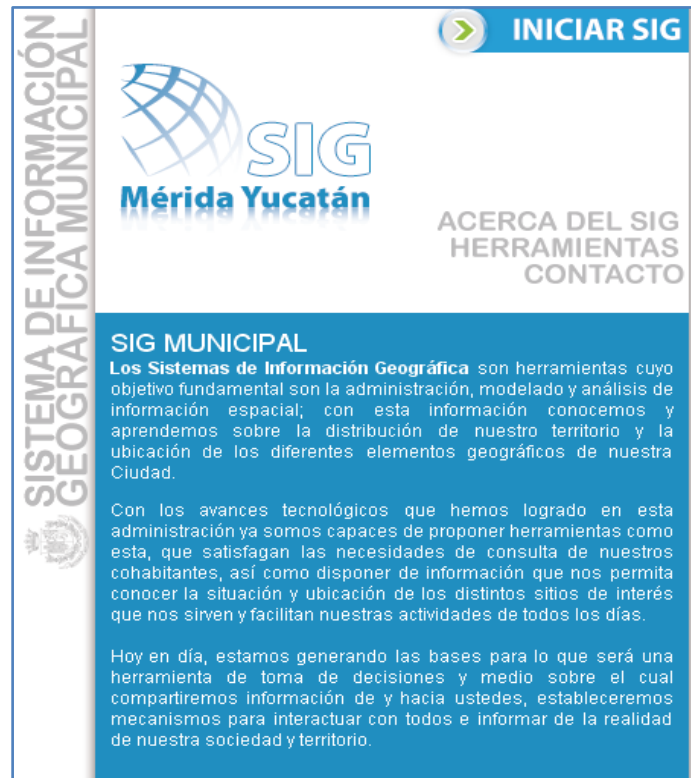 SISTEMA DE INFORMACIÓN
GEOGRAFICA MUNICIPAL
INICIAR SIG
SIG
Mérida Yucatán
ACERCA DEL SIG
HERRAMIENTAS
CONTACTO
SIG MUNICIPAL
Los Sistemas de Información Geográfica son herramientas cuyo
objetivo fundamental son la administración, modelado y análisis de
información espacial; con esta información conocemos y
aprendemos sobre la distribución de nuestro territorio y la
ubicación de los diferentes elementos geográficos de nuestra
Ciudad.
Con los avances tecnológicos que hemos logrado en esta
administración ya somos capaces de proponer herramientas como
esta, que satisfagan las necesidades de consulta de nuestros
cohabitantes, así como disponer de información que nos permita
conocer la situación y ubicación de los distintos sitios de interés
que nos sirven y facilitan nuestras actividades de todos los días.
Hoy en día, estamos generando las bases para lo que será una
herramienta de toma de decisiones y medio sobre el cual
compartiremos información de y hacia ustedes, estableceremos
mecanismos para interactuar con todos e informar de la realidad
de nuestra sociedad y territorio.